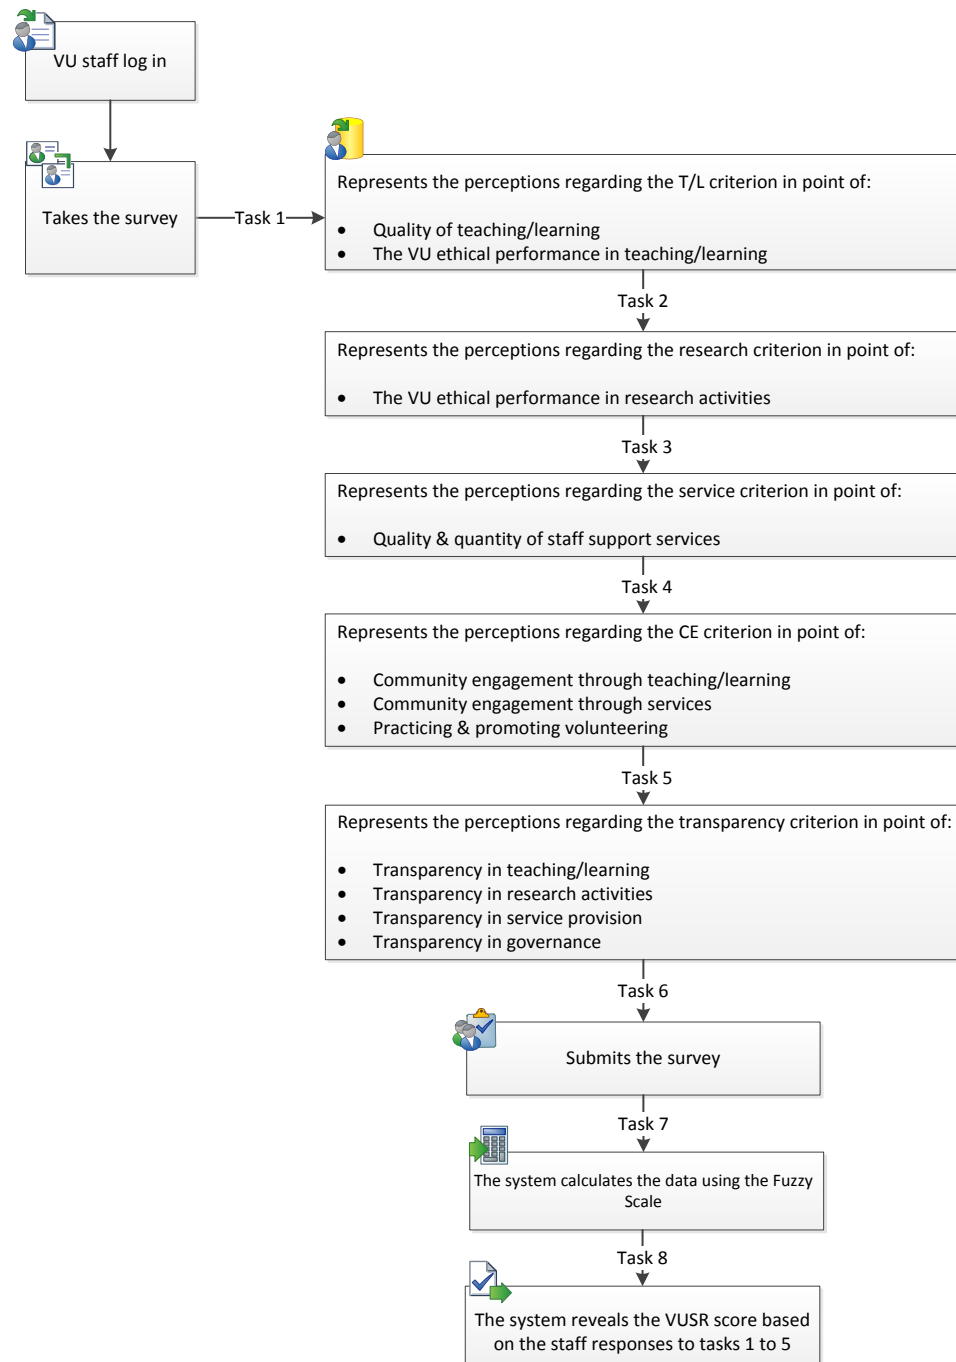 VU staff log in
Takes the survey
Task 1
Represents the perceptions regarding the T/L criterion in point of:
• Quality of teaching/learning
• The VU ethical performance in teaching/learning
Task 2
Represents the perceptions regarding the research criterion in point of:
• The VU ethical performance in research activities
Task 3
Represents the perceptions regarding the service criterion in point of:
• Quality & quantity of staff support services
Task 4
Represents the perceptions regarding the CE criterion in point of:
• Community engagement through teaching/learning
• Community engagement through services
• Practicing & promoting volunteering
Task 5
Represents the perceptions regarding the transparency criterion in point of:
• Transparency in teaching/learning
• Transparency in research activities
• Transparency in service provision
• Transparency in governance
Task 6
Submits the survey
Task 7
The system calculates the data using the Fuzzy
Scale
Task 8
The system reveals the VUSR score based
on the staff responses to tasks 1 to 5